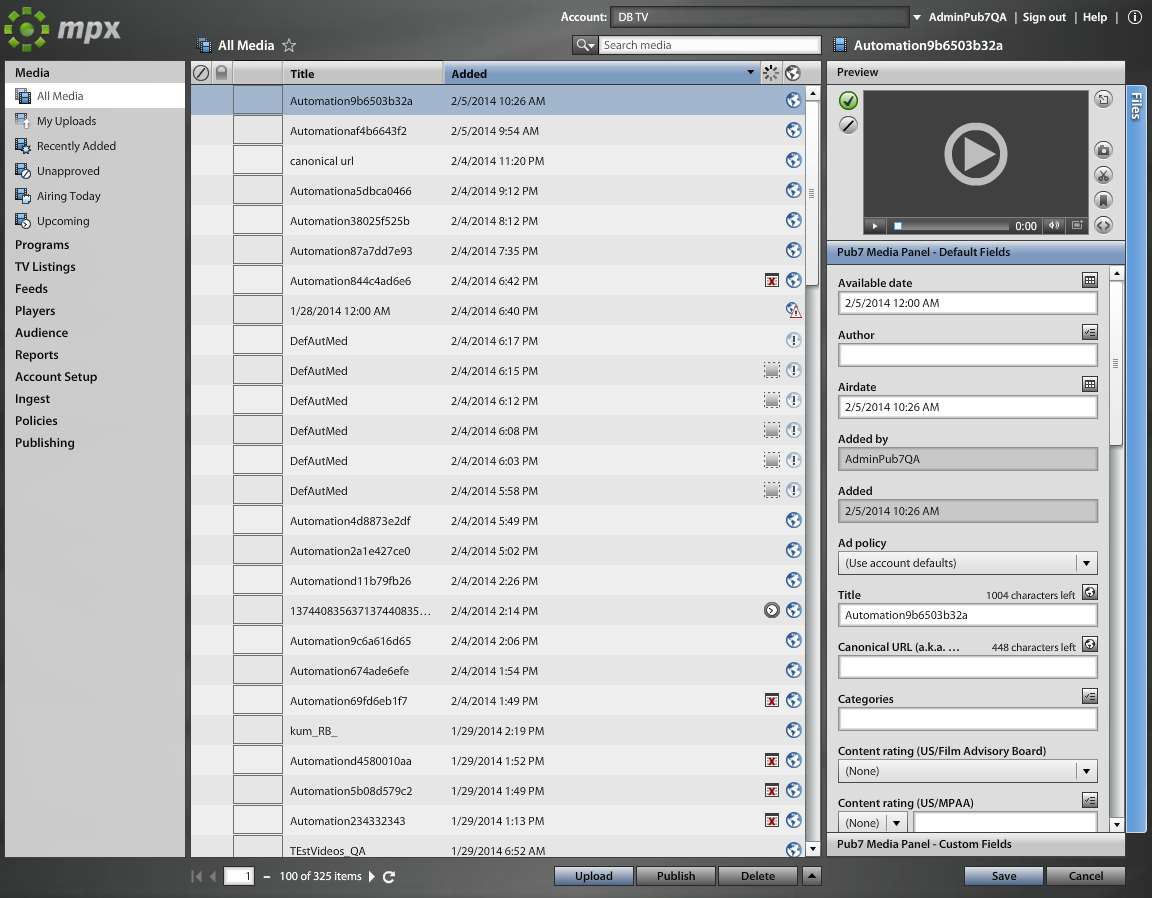 mpx
Account: DB TV AdminPub7QA | Sign out | Help |
All Media Search media Automation9b6503b32a
Media
All Media
My Uploads
Recently Added
Unapproved
Airing Today
Upcoming
Programs
TV Listings
Feeds
Players
Audience
Reports
Account Setup
Ingest
Policies
Publishing
Title Added
Automation9b6503b32a 2/5/2014 10:26 AM
Automationaf4b6643f2 2/5/2014 9:54 AM
canonical url 2/4/2014 11:20 PM
Automationa5dbca0466 2/4/2014 9:12 PM
Automation38025f525b 2/4/2014 8:12 PM
Automation87a7dd7e93 2/4/2014 7:35 PM
Automation844c4ad6e6 2/4/2014 6:42 PM
1/28/2014 12:00 AM 2/4/2014 6:40 PM
DefAutMed 2/4/2014 6:17 PM
DefAutMed 2/4/2014 6:15 PM
DefAutMed 2/4/2014 6:12 PM
DefAutMed 2/4/2014 6:08 PM
DefAutMed 2/4/2014 6:03 PM
DefAutMed 2/4/2014 5:58 PM
Automation4d8873e2df 2/4/2014 5:49 PM
Automation2a1e427ce0 2/4/2014 5:02 PM
Automationd11b79fb26 2/4/2014 2:26 PM
137440835637137440835... 2/4/2014 2:14 PM
Automation9c6a616d65 2/4/2014 2:06 PM
Automation674ade6efe 2/4/2014 1:54 PM
Automation69fd6eb1f7 2/4/2014 1:49 PM
kum_RB_ 1/29/2014 2:19 PM
Automationd4580010aa 1/29/2014 1:52 PM
Automation5b08d579c2 1/29/2014 1:49 PM
Automation234332343 1/29/2014 1:13 PM
TEstVideos_QA 1/29/2014 6:52 AM
1 – 100 of 325 items
Upload Publish Delete
Preview
0:00
Files
Pub7 Media Panel - Default Fields
Available date
2/5/2014 12:00 AM
Author
Airdate
2/5/2014 10:26 AM
Added by
AdminPub7QA
Added
2/5/2014 10:26 AM
Ad policy
(Use account defaults)
Title 1004 characters left
Automation9b6503b32a
Canonical URL (a.k.a. ... 448 characters left
Categories
Content rating (US/Film Advisory Board)
(None)
Content rating (US/MPAA)
(None)
Pub7 Media Panel - Custom Fields
Save Cancel